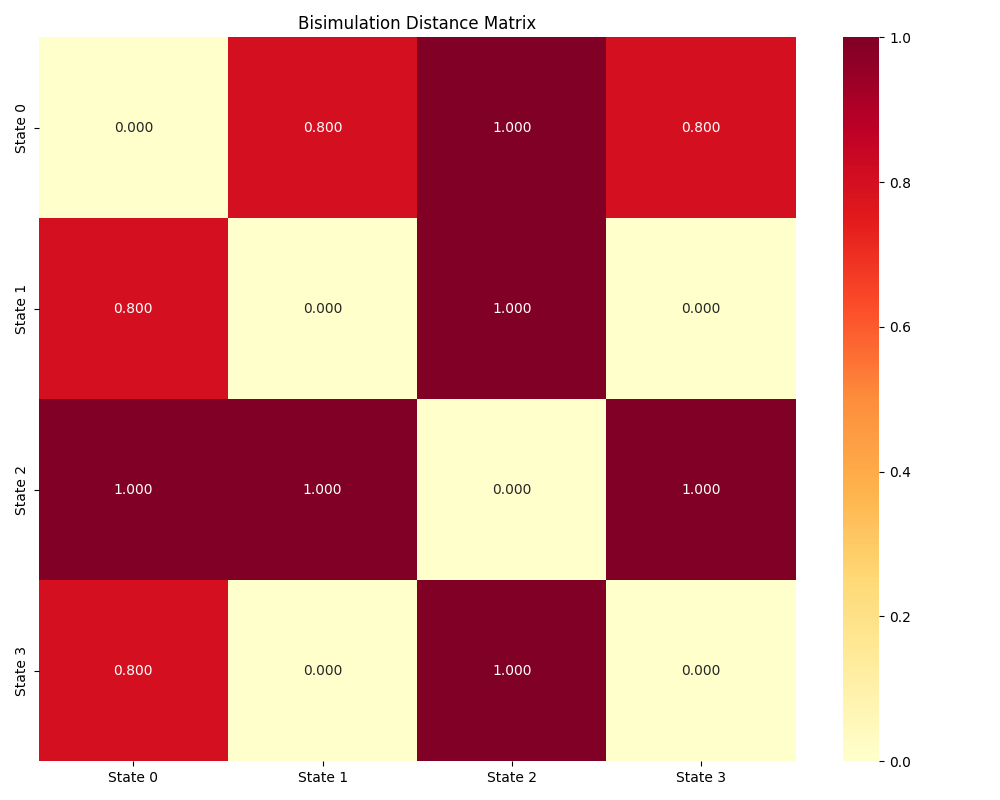 Bisimulation Distance Matrix
State 0 0.000 0.800 1.000 0.800
State 1 0.800 0.000 1.000 0.000
State 2 1.000 1.000 0.000 1.000
State 3 0.800 0.000 1.000 0.000
State 0 State 1 State 2 State 3
1.0
0.8
0.6
0.4
0.2
0.0